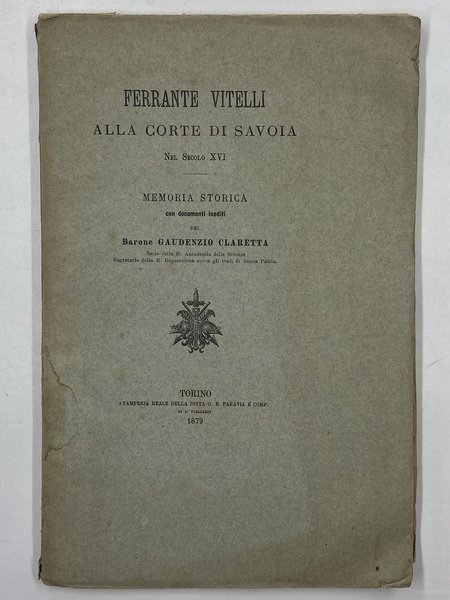 FERRANTE VITELLI
ALLA CORTE DI SAVOIA
NEL SECOLO XVI
MEMORIA STORICA
con documenti inediti
DEL
Barone GAUDENZIO CLARETTA
Socio della R. Accademia delle Scienze
Segretario della R. Deputazione sovra gli studi di Storia Patria.
TORINO
STAMPERIA REALE DELLA DITTA G. B. PARAVIA E COMP.
DI I. VIGLIARDI
1879